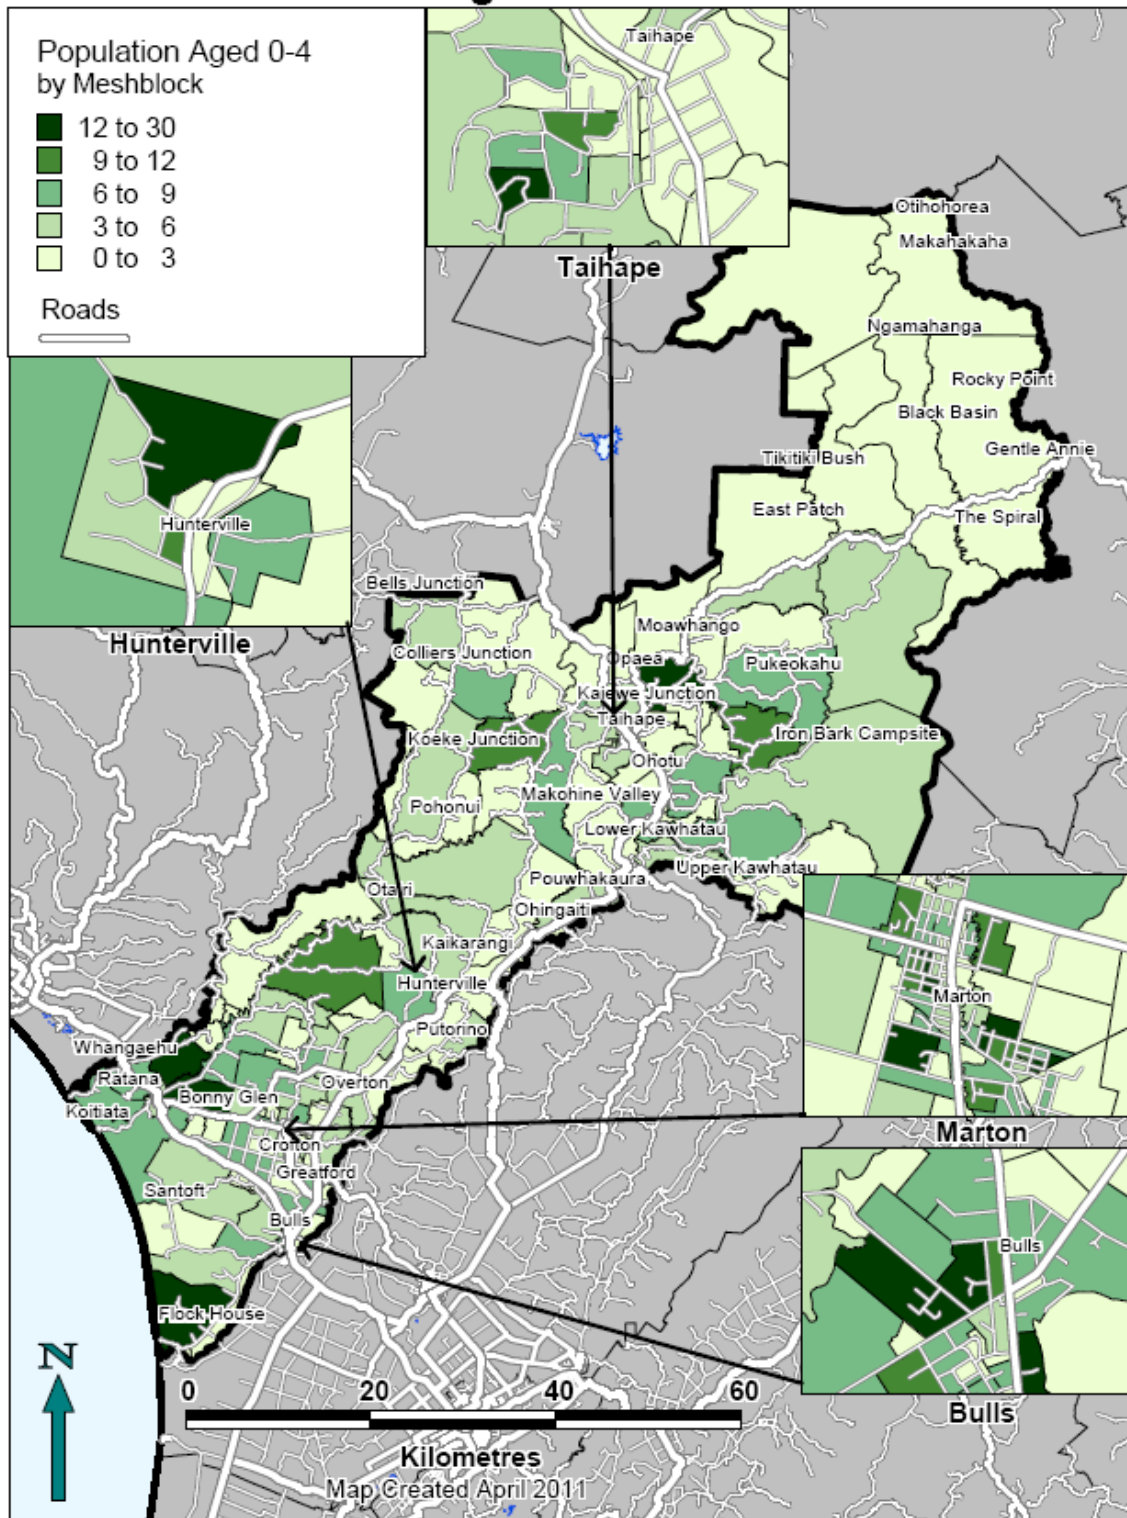 Population Aged 0-4
by Meshblock
12 to 30
9 to 12
6 to 9
3 to 6
0 to 3
Roads
Taihape
Taihape
Otihohorea
Makahakaha
Ngamahanga
Rocky Point
Black Basin
Gentle Annie
Tikitiki Bush
East Patch
The Spiral
Hunterville
Hunterville
Bells Junction
Moawhango
Colliers Junction
Opaea
Pukeokahu
Kaiewe Junction
Taihape
Koeke Junction
Iron Bark Campsite
Ohotu
Makohine Valley
Pohonui
Lower Kawhatau
Upper Kawhatau
Pouwhakaura
Otairi
Ohingaiti
Kaikarangi
Hunterville
Putorino
Marton
Marton
Whangaehu
Ratana
Overton
Bonny Glen
Koitiata
Crofton
Greatford
Santoft
Bulls
Bulls
Bulls
Flock House
N
0 20 40 60
Kilometres
Map Created April 2011